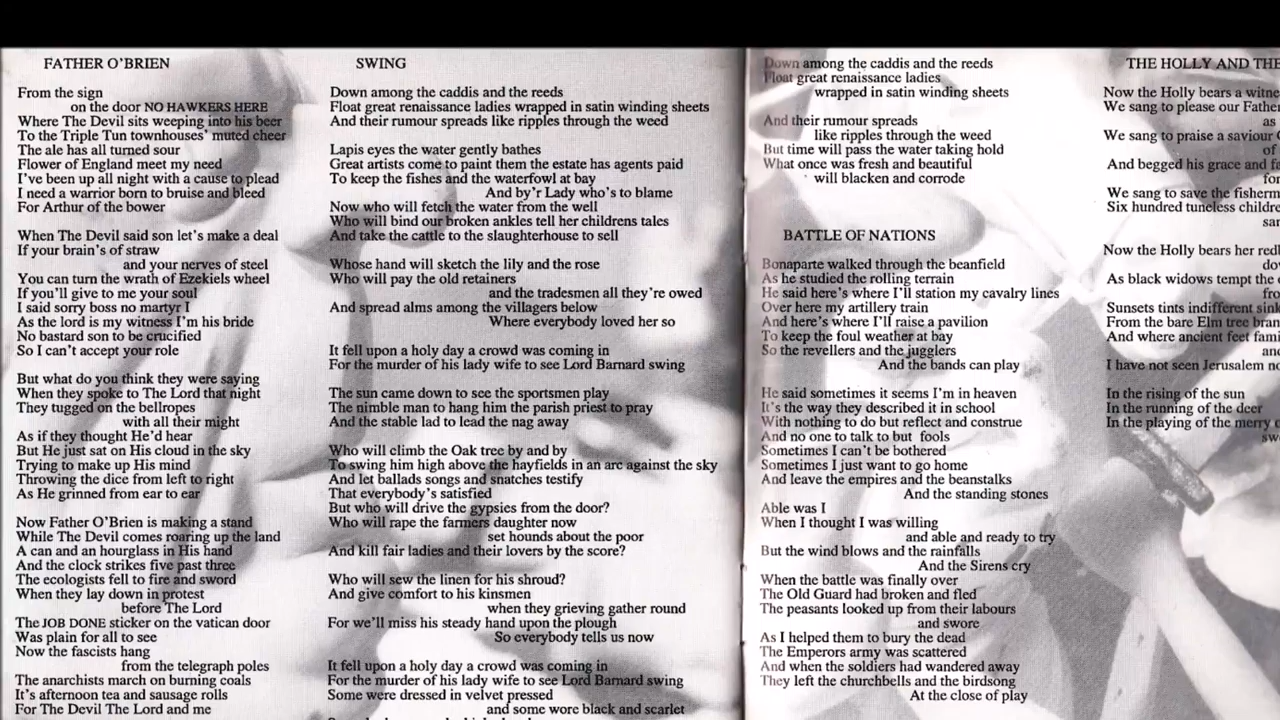 FATHER O'BRIEN
From the sign
on the door NO HAWKERS HERE
Where The Devil sits weeping into his beer
To the Triple Tun townhouses' muted cheer
The ale has all turned sour
Flower of England meet my need
I've been up all night with a cause to plead
I need a warrior born to bruise and bleed
For Arthur of the bower
When The Devil said son let's make a deal
If your brain's of straw
and your nerves of steel
You can turn the wrath of Ezekiels wheel
If you'll give to me your soul
I said sorry boss no martyr I
As the lord is my witness I'm his bride
No bastard son to be crucified
So I can't accept your role
But what do you think they were saying
When they spoke to The Lord that night
They tugged on the bellropes
with all their might
As if they thought He'd hear
But He just sat on His cloud in the sky
Trying to make up His mind
Throwing the dice from left to right
As He grinned from ear to ear
Now Father O'Brien is making a stand
While The Devil comes roaring up the land
A can and an hourglass in His hand
And the clock strikes five past three
The ecologists fell to fire and sword
When they lay down in protest
before The Lord
The JOB DONE sticker on the vatican door
Was plain for all to see
Now the fascists hang
from the telegraph poles
The anarchists march on burning coals
It's afternoon tea and sausage rolls
For The Devil The Lord and me
SWING
Down among the caddis and the reeds
Float great renaissance ladies wrapped in satin winding sheets
And their rumour spreads like ripples through the weed
Lapis eyes the water gently bathes
Great artists come to paint them the estate has agents paid
To keep the fishes and the waterfowl at bay
And by'r Lady who's to blame
Now who will fetch the water from the well
Who will bind our broken ankles tell her childrens tales
And take the cattle to the slaughterhouse to sell
Whose hand will sketch the lily and the rose
Who will pay the old retainers
and the tradesmen all they're owed
And spread alms among the villagers below
Where everybody loved her so
It fell upon a holy day a crowd was coming in
For the murder of his lady wife to see Lord Barnard swing
The sun came down to see the sportsmen play
The nimble man to hang him the parish priest to pray
And the stable lad to lead the nag away
Who will climb the Oak tree by and by
To swing him high above the hayfields in an arc against the sky
And let ballads songs and snatches testify
That everybody's satisfied
But who will drive the gypsies from the door?
Who will rape the farmers daughter now
set hounds about the poor
And kill fair ladies and their lovers by the score?
Who will sew the linen for his shroud?
And give comfort to his kinsmen
when they grieving gather round
For we'll miss his steady hand upon the plough
So everybody tells us now
It fell upon a holy day a crowd was coming in
For the murder of his lady wife to see Lord Barnard swing
Some were dressed in velvet pressed
and some wore black and scarlet
Down among the caddis and the reeds
Float great renaissance ladies
wrapped in satin winding sheets
And their rumour spreads
like ripples through the weed
But time will pass the water taking hold
What once was fresh and beautiful
will blacken and corrode
BATTLE OF NATIONS
Bonaparte walked through the beanfield
As he studied the rolling terrain
He said here's where I'll station my cavalry lines
Over here my artillery train
And here's where I'll raise a pavilion
To keep the foul weather at bay
So the revellers and the jugglers
And the bands can play
He said sometimes it seems I'm in heaven
It's the way they described it in school
With nothing to do but reflect and construe
And no one to talk to but fools
Sometimes I can't be bothered
Sometimes I just want to go home
And leave the empires and the beanstalks
And the standing stones
Able was I
When I thought I was willing
and able and ready to try
But the wind blows and the rainfalls
And the Sirens cry
When the battle was finally over
The Old Guard had broken and fled
The peasants looked up from their labours
and swore
As I helped them to bury the dead
The Emperors army was scattered
And when the soldiers had wandered away
They left the churchbells and the birdsong
At the close of play
THE HOLLY AND THE
Now the Holly bears a witne
We sang to please our Fathe
as
We sang to praise a saviour
of
And begged his grace and fa
for
We sang to save the fisherm
Six hundred tuneless childre
san
Now the Holly bears her redl
do
As black widows tempt the
fro
Sunsets tints indifferent sink
From the bare Elm tree bran
And where ancient feet fami
and
I have not seen Jerusalem no
In the rising of the sun
In the running of the deer
In the playing of the merry
sw